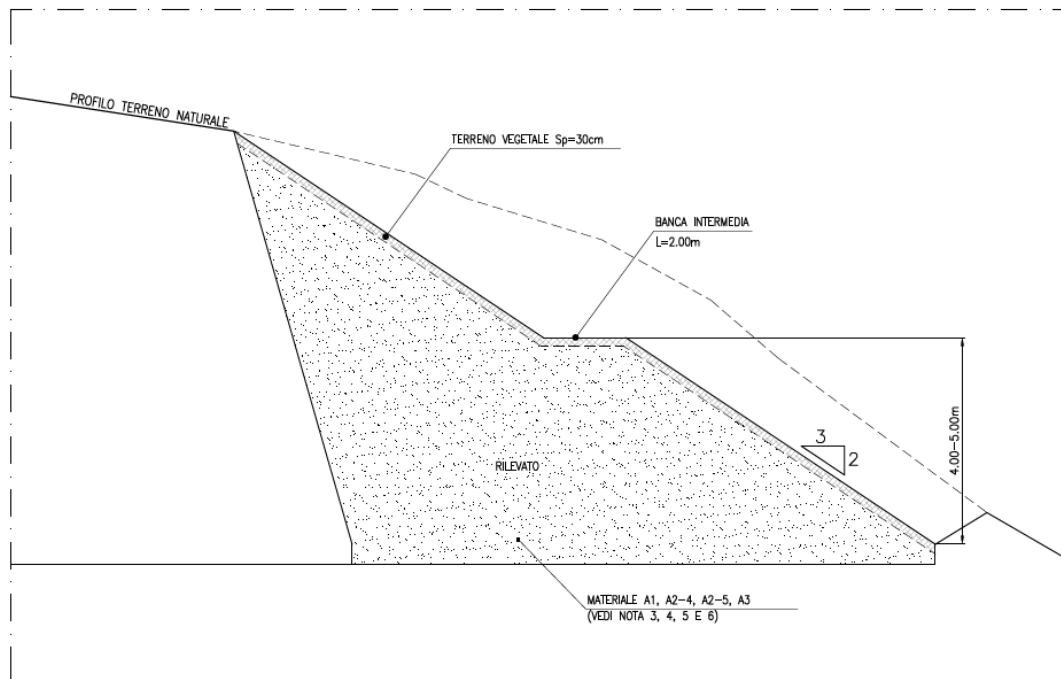 PROFILO TERRENO NATURALE
TERRENO VEGETALE Sp=30cm
BANCA INTERMEDIA
L=2.00m
3
2
4.00-5.00m
RILEVATO
MATERIALE A1, A2-4, A2-5, A3
(VEDI NOTA 3, 4, 5 E 6)